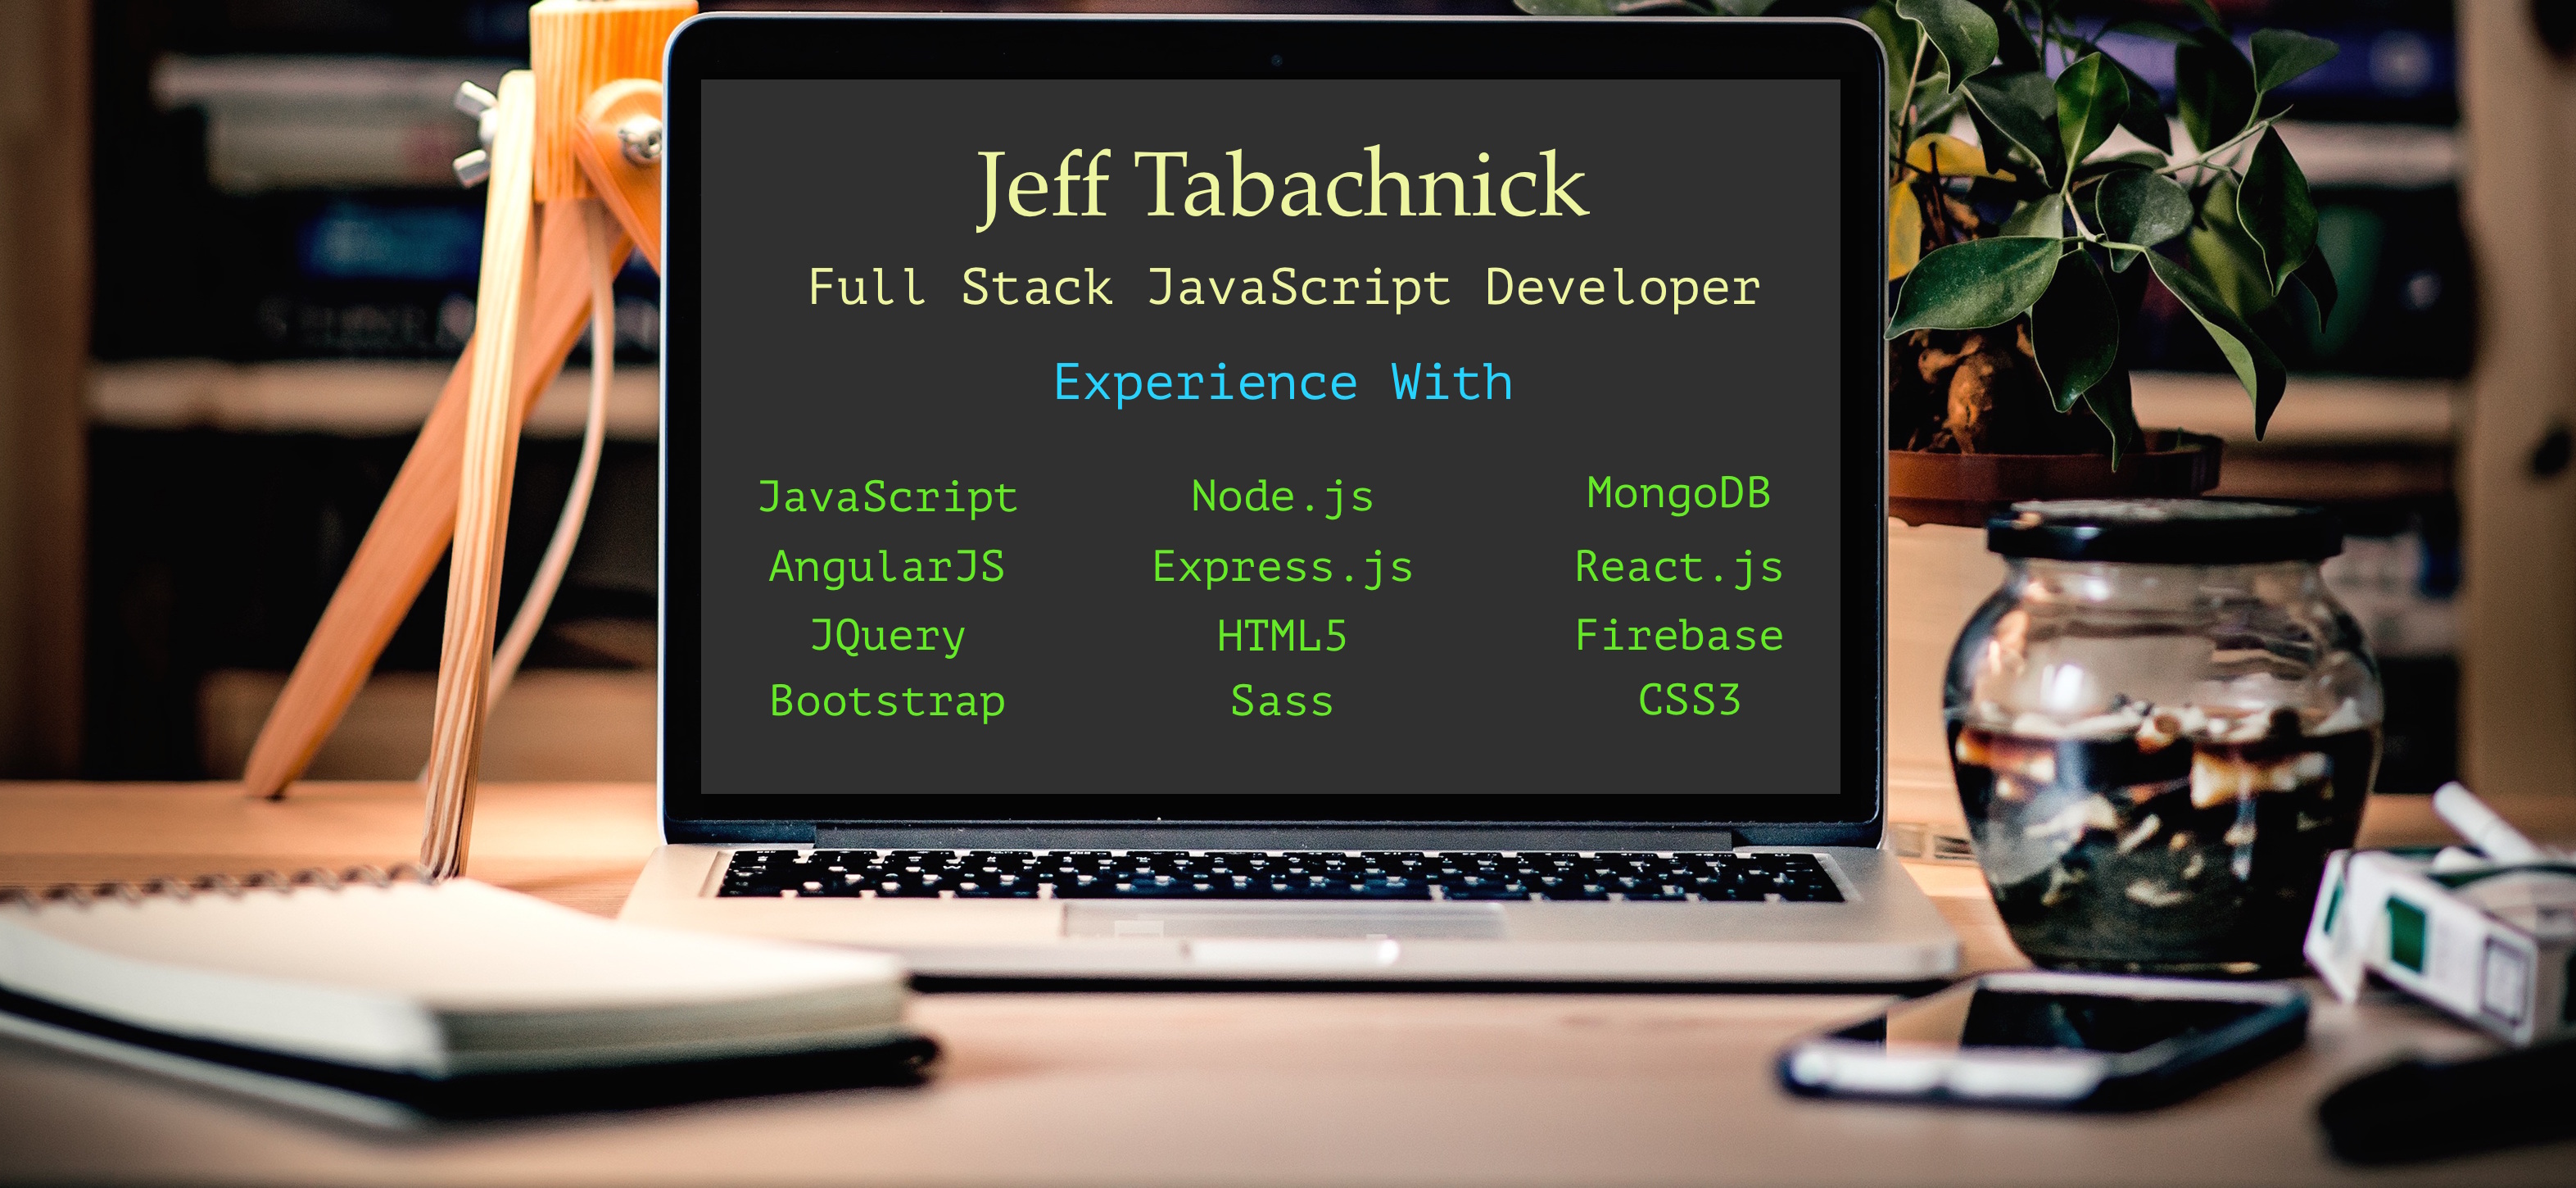 Jeff Tabachnick
Full Stack JavaScript Developer
Experience With
JavaScript Node.js MongoDB
AngularJS Express.js React.js
JQuery HTML5 Firebase
Bootstrap Sass CSS3